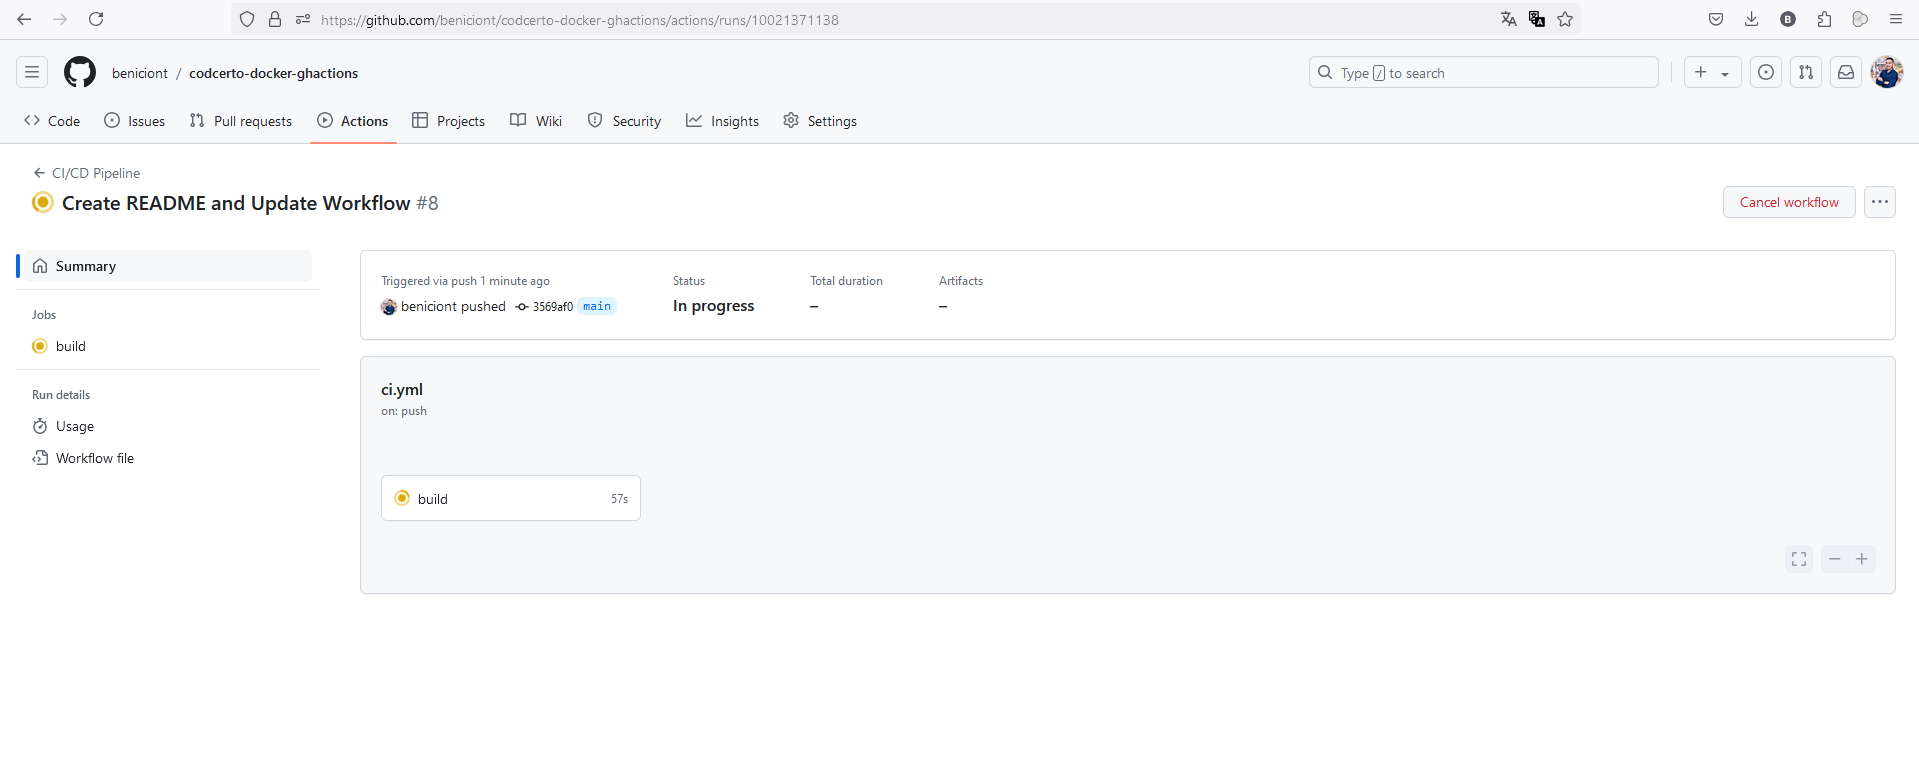 https://github.com/beniciont/codcerto-docker-ghactions/actions/runs/10021371138
B
beniciont / codcerto-docker-ghactions
Type / to search
Code Issues Pull requests Actions Projects Wiki Security Insights Settings
CI/CD Pipeline
Create README and Update Workflow #8
Cancel workflow
Summary
Jobs
build
Run details
Usage
Workflow file
Triggered via push 1 minute ago
beniciont pushed 3569af0 main
Status
In progress
Total duration
–
Artifacts
–
ci.yml
on: push
build 57s